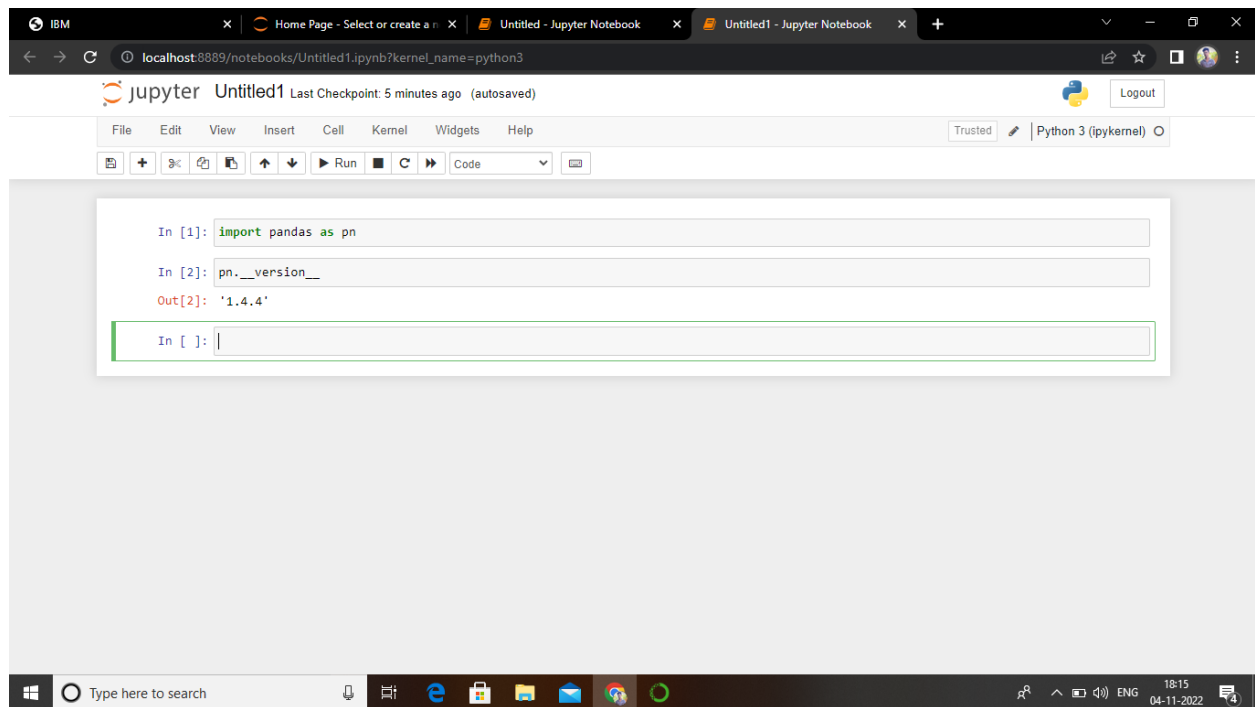 IBM
Home Page - Select or create a n
Untitled - Jupyter Notebook
Untitled1 - Jupyter Notebook
localhost:8889/notebooks/Untitled1.ipynb?kernel_name=python3
jupyter Untitled1 Last Checkpoint: 5 minutes ago (autosaved)
Logout
File Edit View Insert Cell Kernel Widgets Help
Trusted Python 3 (ipykernel)
Run Code
In [1]: import pandas as pn
In [2]: pn.__version__
Out[2]: '1.4.4'
In [ ]:
Type here to search
ENG
18:15
04-11-2022
4